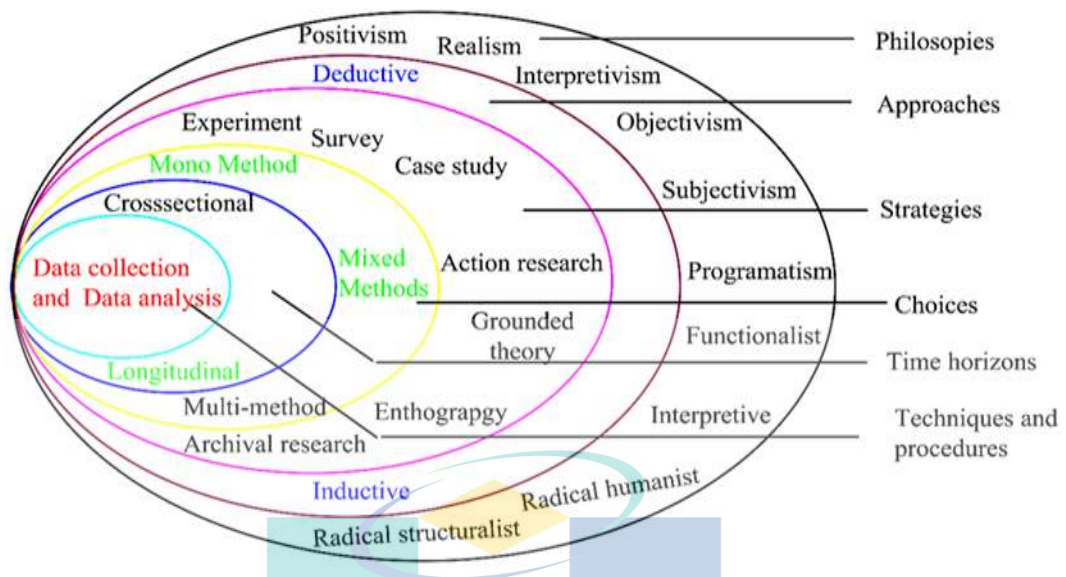 Positivism
Realism
Philosopies
Deductive
Interpretivism
Approaches
Experiment
Objectivism
Survey
Mono Method
Case study
Subjectivism
Crosssectional
Strategies
Data collection
and Data analysis
Mixed
Methods
Action research
Programatism
Choices
Grounded
theory
Functionalist
Time horizons
Longitudinal
Multi-method
Enthograpgy
Interpretive
Techniques and
procedures
Archival research
Inductive
Radical humanist
Radical structuralist